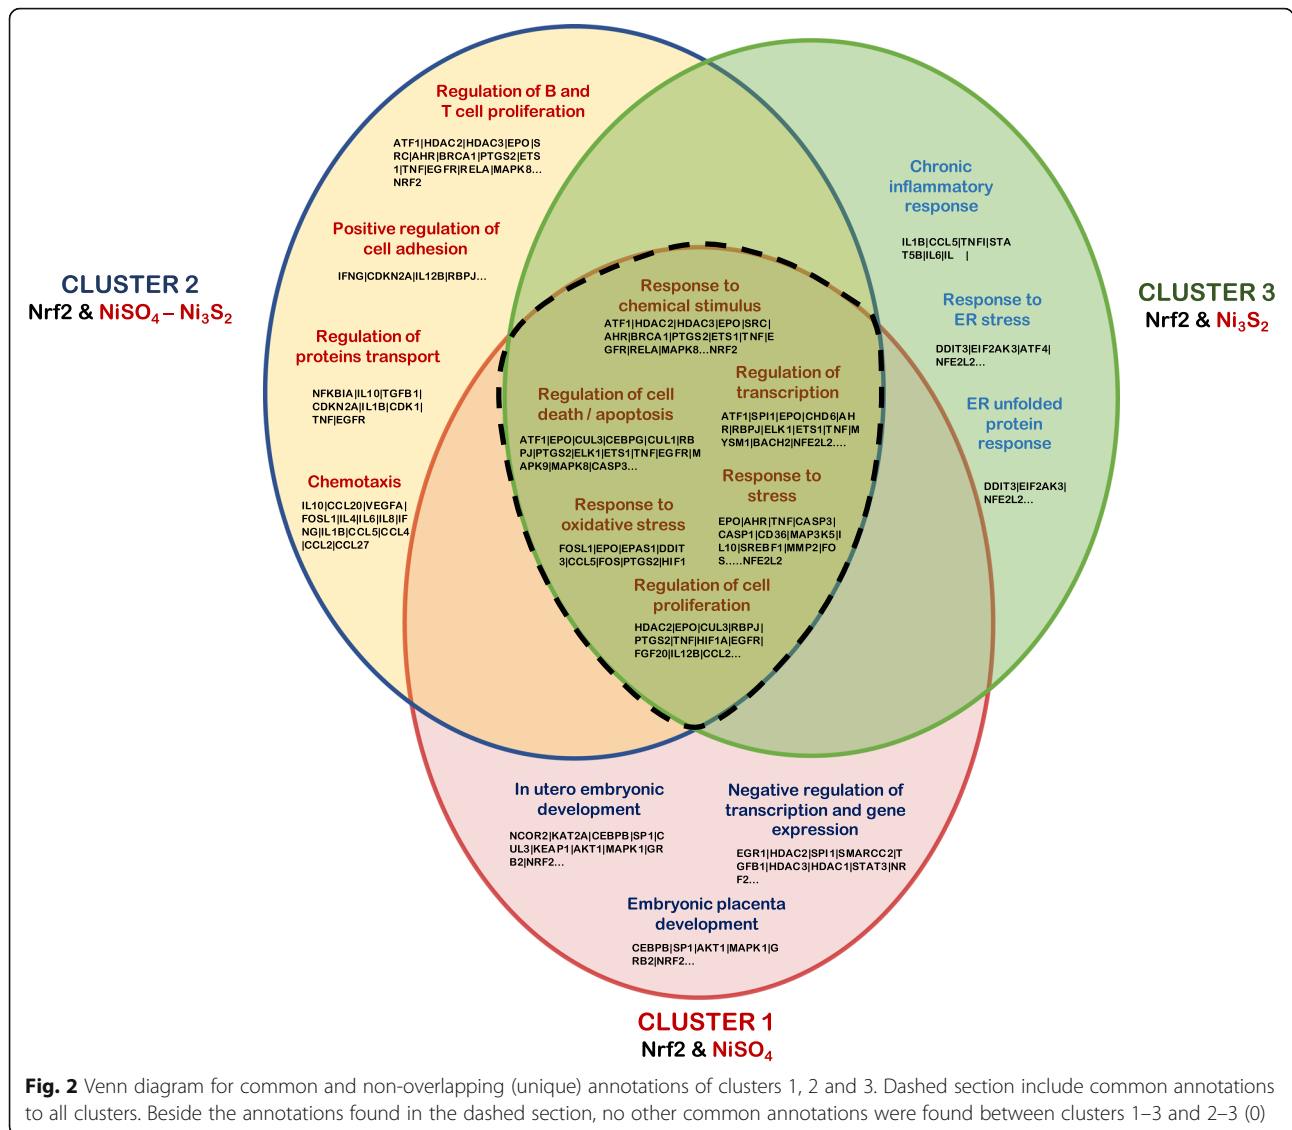 Regulation of B and
T cell proliferation
ATF1|HDAC2|HDAC3|EPO|S
RC|AHR|BRCA1|PTGS2|ETS
1|TNF|EGFR|RELA|MAPK8...
NRF2
Positive regulation of
cell adhesion
IFNG|CDKN2A|IL12B|RBPJ...
CLUSTER 2
Nrf2 & NiSO4 – Ni3S2
Regulation of
proteins transport
NFKBIA|IL10|TGFB1|
CDKN2A|IL1B|CDK1|
TNF|EGFR
Chemotaxis
IL10|CCL20|VEGFA|
FOSL1|IL4|IL6|IL8|IF
NG|IL1B|CCL5|CCL4
|CCL2|CCL27
Chronic
inflammatory
response
IL1B|CCL5|TNFI|STA
T5B|IL6|IL |
CLUSTER 3
Nrf2 & Ni3S2
Response to
ER stress
DDIT3|EIF2AK3|ATF4|
NFE2L2...
ER unfolded
protein
response
DDIT3|EIF2AK3|
NFE2L2...
Response to
chemical stimulus
ATF1|HDAC2|HDAC3|EPO|SRC|
AHR|BRCA1|PTGS2|ETS1|TNF|E
GFR|RELA|MAPK8...NRF2
Regulation of
transcription
ATF1|SPI1|EPO|CHD6|AH
R|RBPJ|ELK1|ETS1|TNF|M
YSM1|BACH2|NFE2L2....
Regulation of cell
death / apoptosis
ATF1|EPO|CUL3|CEBPG|CUL1|RB
PJ|PTGS2|ELK1|ETS1|TNF|EGFR|M
APK9|MAPK8|CASP3...
Response to
stress
EPO|AHR|TNF|CASP3|
CASP1|CD36|MAP3K5|I
L10|SREBF1|MMP2|FO
S.....NFE2L2
Response to
oxidative stress
FOSL1|EPO|EPAS1|DDIT
3|CCL5|FOS|PTGS2|HIF1
Regulation of cell
proliferation
HDAC2|EPO|CUL3|RBPJ|
PTGS2|TNF|HIF1A|EGFR|
FGF20|IL12B|CCL2...
In utero embryonic
development
NCOR2|KAT2A|CEBPB|SP1|C
UL3|KEAP1|AKT1|MAPK1|GR
B2|NRF2...
Negative regulation of
transcription and gene
expression
EGR1|HDAC2|SPI1|SMARCC2|T
GFB1|HDAC3|HDAC1|STAT3|NR
F2...
Embryonic placenta
development
CEBPB|SP1|AKT1|MAPK1|G
RB2|NRF2...
CLUSTER 1
Nrf2 & NiSO4
Fig. 2 Venn diagram for common and non-overlapping (unique) annotations of clusters 1, 2 and 3. Dashed section include common annotations
to all clusters. Beside the annotations found in the dashed section, no other common annotations were found between clusters 1–3 and 2–3 (0)